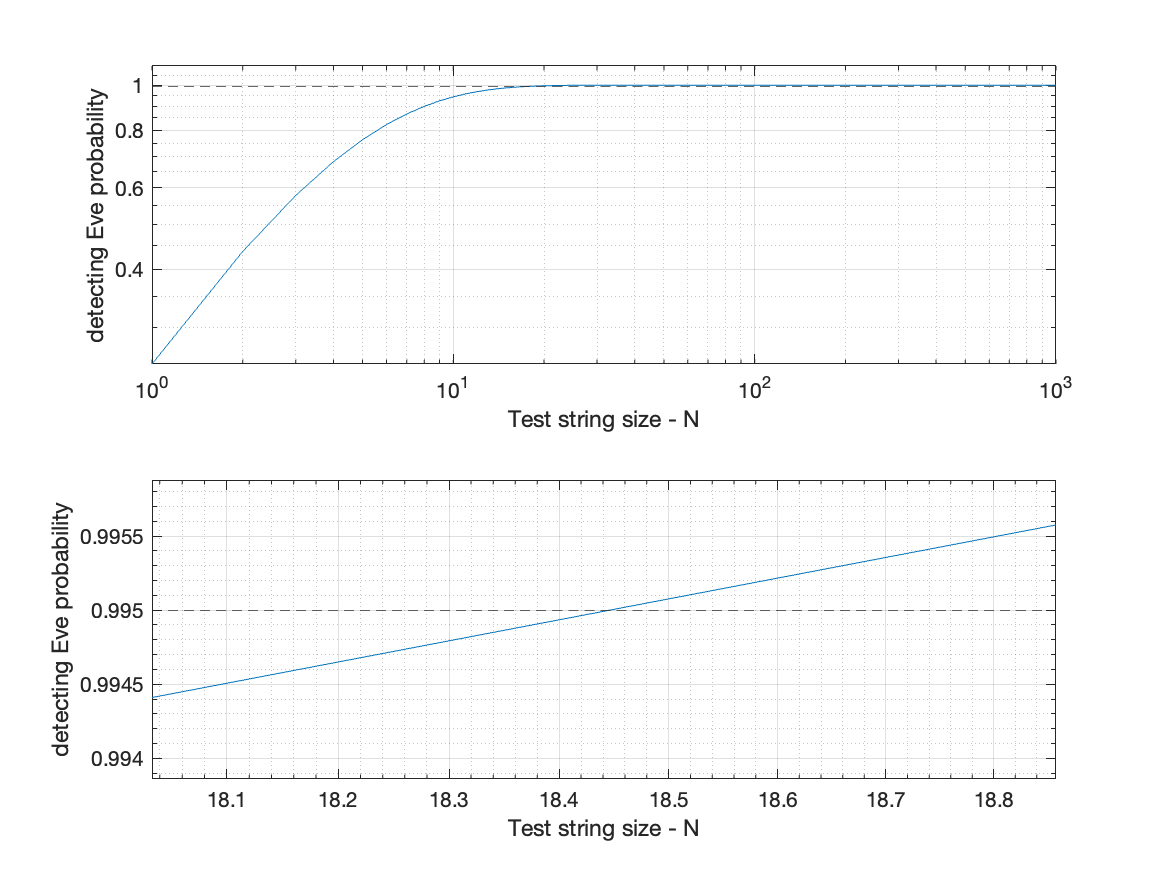 detecting Eve probability
1
0.8
0.6
0.4
10^0 10^1 10^2 10^3
Test string size - N
detecting Eve probability
0.9955
0.995
0.9945
0.994
18.1 18.2 18.3 18.4 18.5 18.6 18.7 18.8
Test string size - N